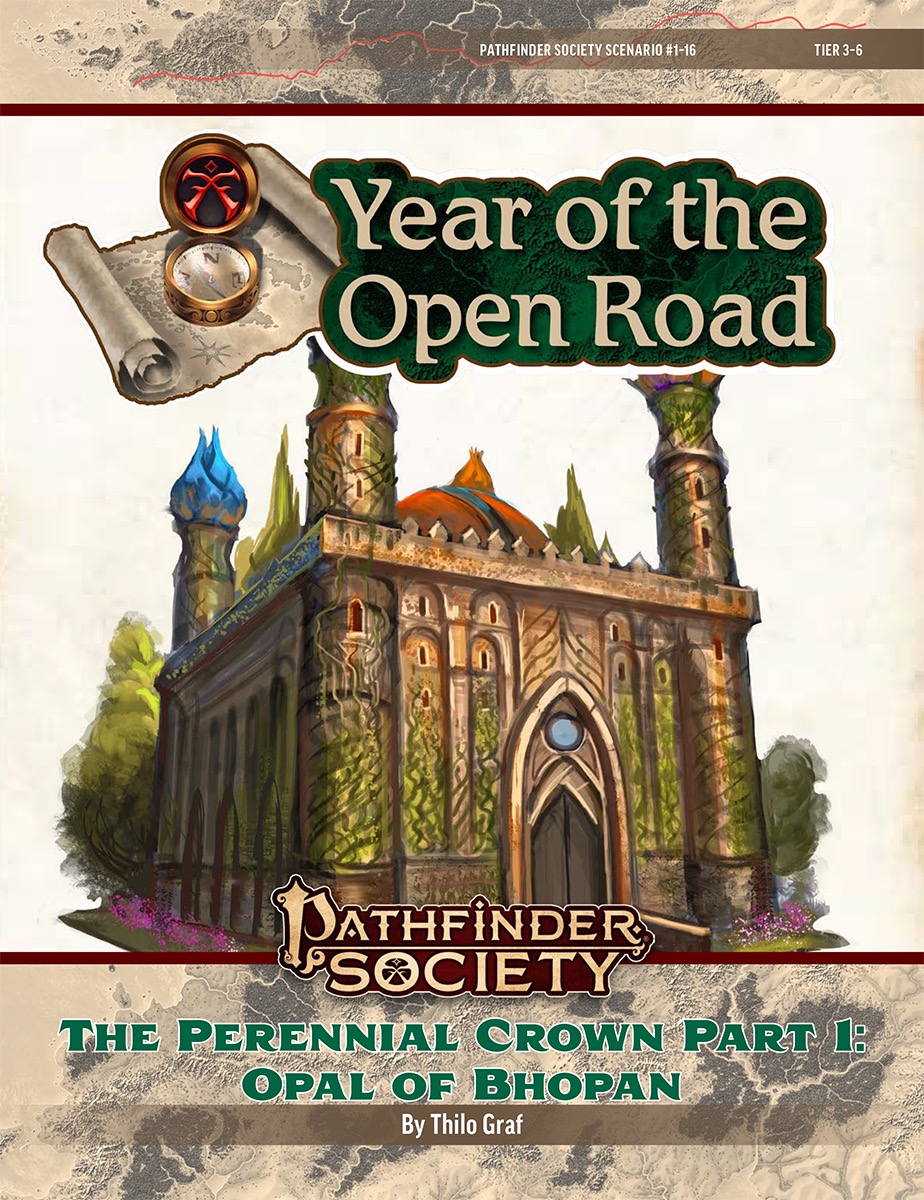 PATHFINDER SOCIETY SCENARIO #1-16 TIER 3-6
Year of the
Open Road
N
PATHFINDER
SOCIETY
THE PERENNIAL CROWN PART 1:
OPAL OF BHOPAN
By Thilo Graf